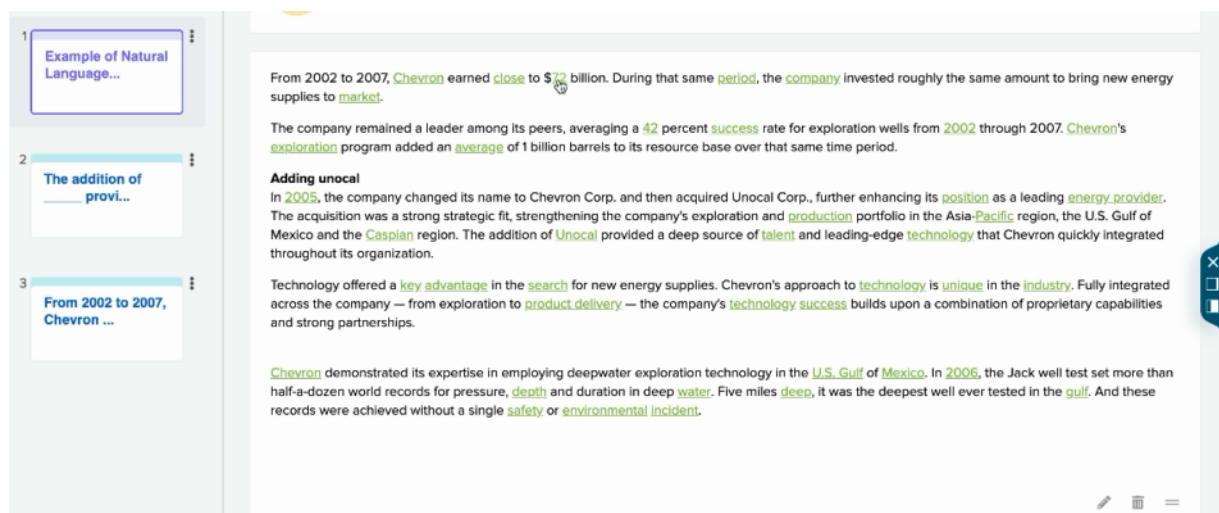 1
Example of Natural
Language...
2
The addition of
_____ provi...
3
From 2002 to 2007,
Chevron ...
From 2002 to 2007, Chevron earned close to $72 billion. During that same period, the company invested roughly the same amount to bring new energy
supplies to market.
The company remained a leader among its peers, averaging a 42 percent success rate for exploration wells from 2002 through 2007. Chevron's
exploration program added an average of 1 billion barrels to its resource base over that same time period.
Adding unocal
In 2005, the company changed its name to Chevron Corp. and then acquired Unocal Corp., further enhancing its position as a leading energy provider.
The acquisition was a strong strategic fit, strengthening the company's exploration and production portfolio in the Asia-Pacific region, the U.S. Gulf of
Mexico and the Caspian region. The addition of Unocal provided a deep source of talent and leading-edge technology that Chevron quickly integrated
throughout its organization.
Technology offered a key advantage in the search for new energy supplies. Chevron's approach to technology is unique in the industry. Fully integrated
across the company — from exploration to product delivery — the company's technology success builds upon a combination of proprietary capabilities
and strong partnerships.
Chevron demonstrated its expertise in employing deepwater exploration technology in the U.S. Gulf of Mexico. In 2006, the Jack well test set more than
half-a-dozen world records for pressure, depth and duration in deep water. Five miles deep, it was the deepest well ever tested in the gulf. And these
records were achieved without a single safety or environmental incident.